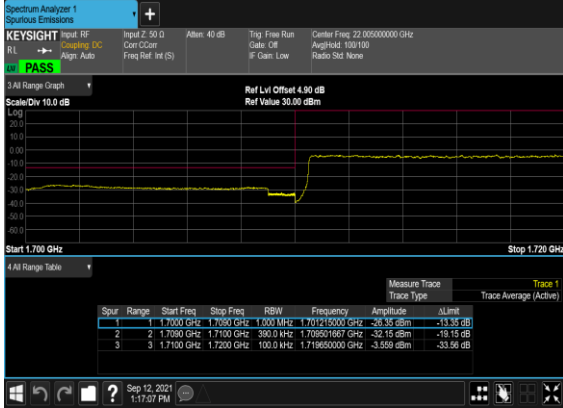 Spectrum Analyzer 1
Spurious Emissions
+
KEYSIGHT
RL
Input: RF
Coupling: DC
Align: Auto
Input Z: 50 Ω
Corr CCorr
Freq Ref: Int (S)
Atten: 40 dB
Trig: Free Run
Gate: Off
IF Gain: Low
Center Freq: 22.005000000 GHz
Avg|Hold: 100/100
Radio Std: None
PASS
3 All Range Graph
Scale/Div 10.0 dB
Ref Lvl Offset 4.90 dB
Ref Value 30.00 dBm
Log
20.0
10.0
0.00
-10.0
-20.0
-30.0
-40.0
-50.0
-60.0
Start 1.700 GHz
Stop 1.720 GHz
4 All Range Table
Measure Trace Trace 1
Trace Type Trace Average (Active)
Spur Range Start Freq Stop Freq RBW Frequency Amplitude ΔLimit
1 1 1.7000 GHz 1.7090 GHz 1.000 MHz 1.701215000 GHz -26.35 dBm -13.35 dB
2 2 1.7090 GHz 1.7100 GHz 390.0 kHz 1.709501667 GHz -32.15 dBm -19.15 dB
3 3 1.7100 GHz 1.7200 GHz 100.0 kHz 1.719650000 GHz -3.559 dBm -33.56 dB
?
Sep 12, 2021
1:17:07 PM